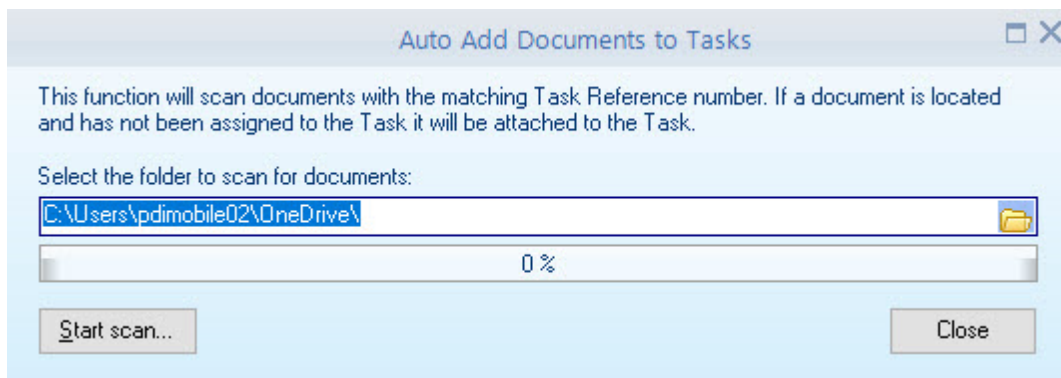 Auto Add Documents to Tasks
This function will scan documents with the matching Task Reference number. If a document is located
and has not been assigned to the Task it will be attached to the Task.
Select the folder to scan for documents:
C:\Users\pdimobile02\OneDrive\
0 %
Start scan...
Close